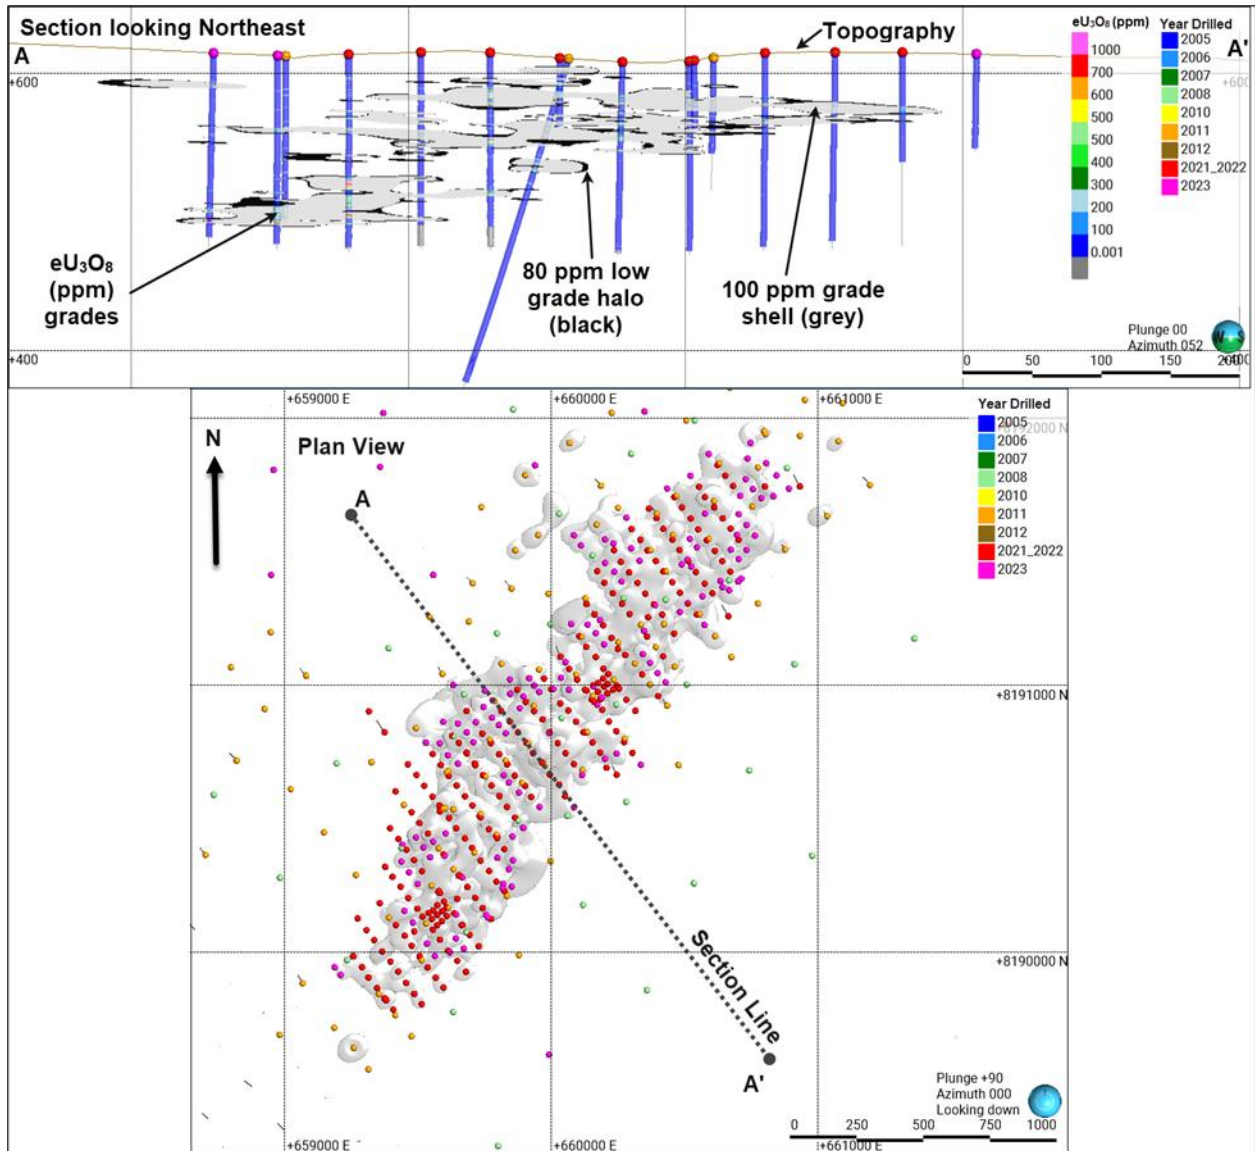 Section looking Northeast
A
Topography
A'
eU₃O₈ (ppm)
1000
700
600
500
500
400
300
200
100
0.001
Year Drilled
2005
2006
2007
2008
2010
2011
2012
2021_2022
2023
+600
+600
eU₃O₈
(ppm)
grades
80 ppm low
grade halo
(black)
100 ppm grade
shell (grey)
+400
+400
Plunge 00
Azimuth 052
N S
0 50 100 150 200
+659000 E +660000 E +661000 E
N
Plan View
Year Drilled
2005
2006
2007
2008
2010
2011
2012
2021_2022
2023
+8192000 N
A
+8191000 N
+8190000 N
Section Line
A'
Plunge +90
Azimuth 000
Looking down
0 250 500 750 1000
+659000 E +660000 E +661000 E